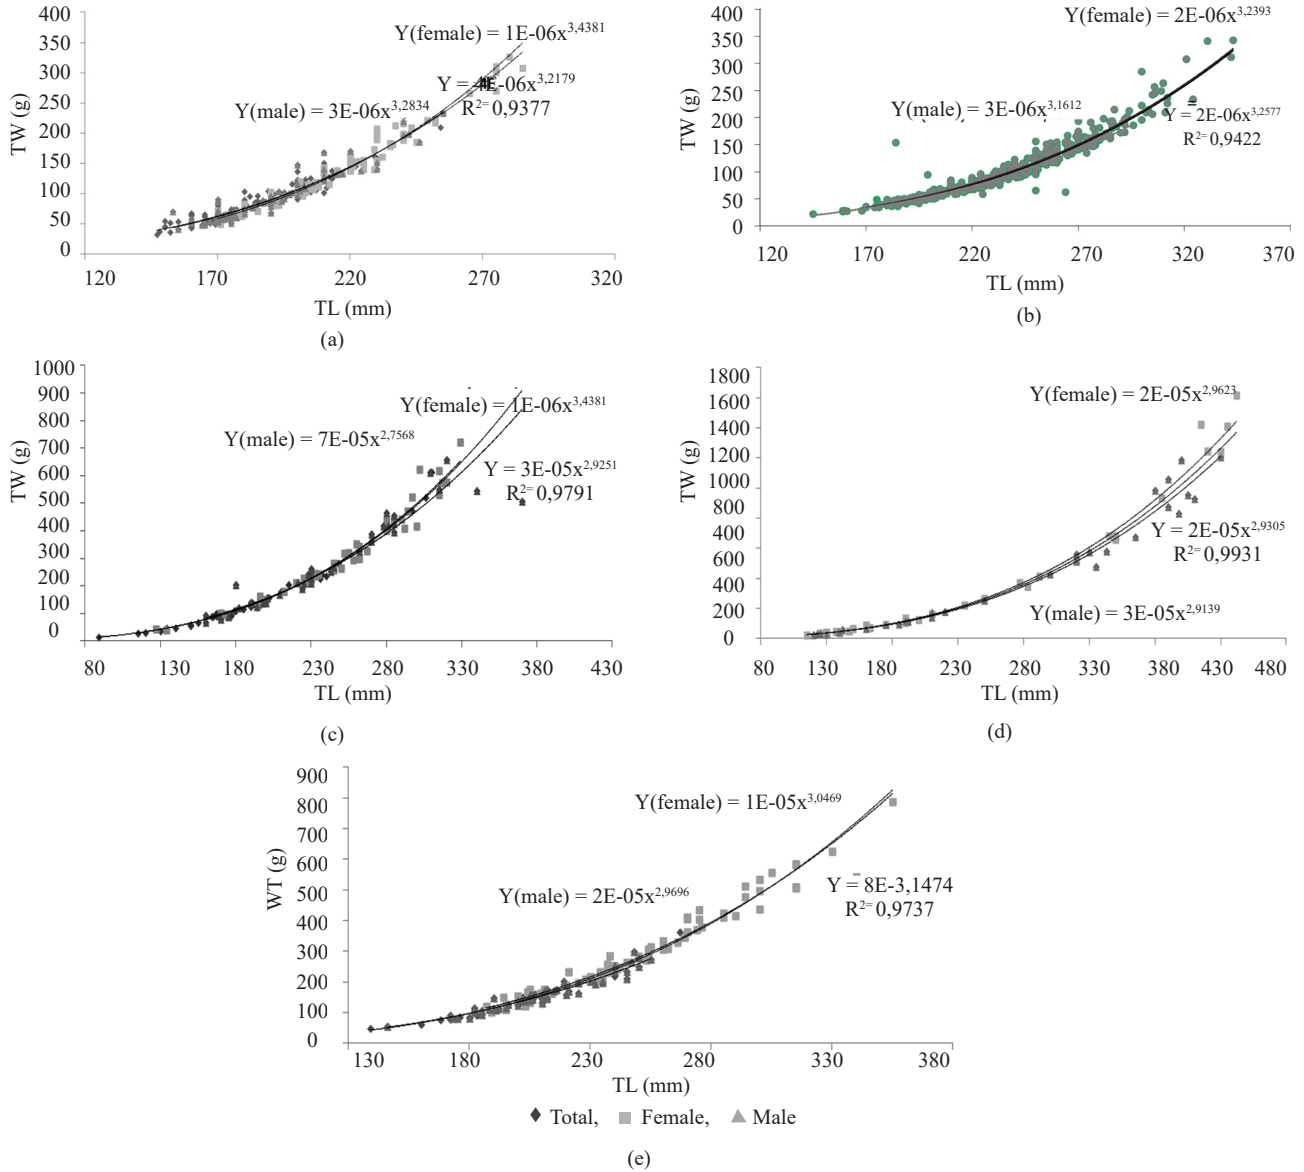 Y(female) = 1E-06x3,4381
Y = 4E-06x3,2179
R2= 0,9377
Y(male) = 3E-06x3,2834
400
350
300
250
200
150
100
50
0
TW (g)
120 170 220 270 320
TL (mm)
(a)
Y(female) = 2E-06x3,2393
Y(male) = 3E-06x3,1612
Y = 2E-06x3,2577
R2= 0,9422
400
350
300
250
200
150
100
50
0
TW (g)
120 170 220 270 320 370
TL (mm)
(b)
Y(female) = 1E-06x3,4381
Y(male) = 7E-05x2,7568
Y = 3E-05x2,9251
R2= 0,9791
1000
900
800
700
600
500
400
300
200
100
0
TW (g)
80 130 180 230 280 330 380 430
TL (mm)
(c)
Y(female) = 2E-05x2,9623
Y = 2E-05x2,9305
R2= 0,9931
Y(male) = 3E-05x2,9139
1800
1600
1400
1200
1000
800
600
400
200
0
TW (g)
80 130 180 230 280 330 380 430 480
TL (mm)
(d)
Y(female) = 1E-05x3,0469
Y(male) = 2E-05x2,9696
Y = 8E-3,1474
R2= 0,9737
900
800
700
600
500
400
300
200
100
0
WT (g)
130 180 230 280 330 380
TL (mm)
Total, Female, Male
(e)